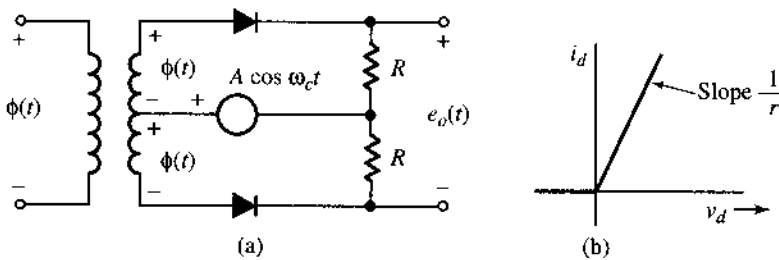 + + + i_d
ϕ(t) A cos ω_c t R Slope 1/r
ϕ(t) − +
+ e_o(t)
ϕ(t) R
− − −
v_d
(a) (b)